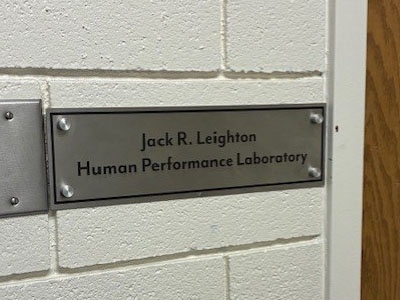 Jack R. Leighton
Human Performance Laboratory